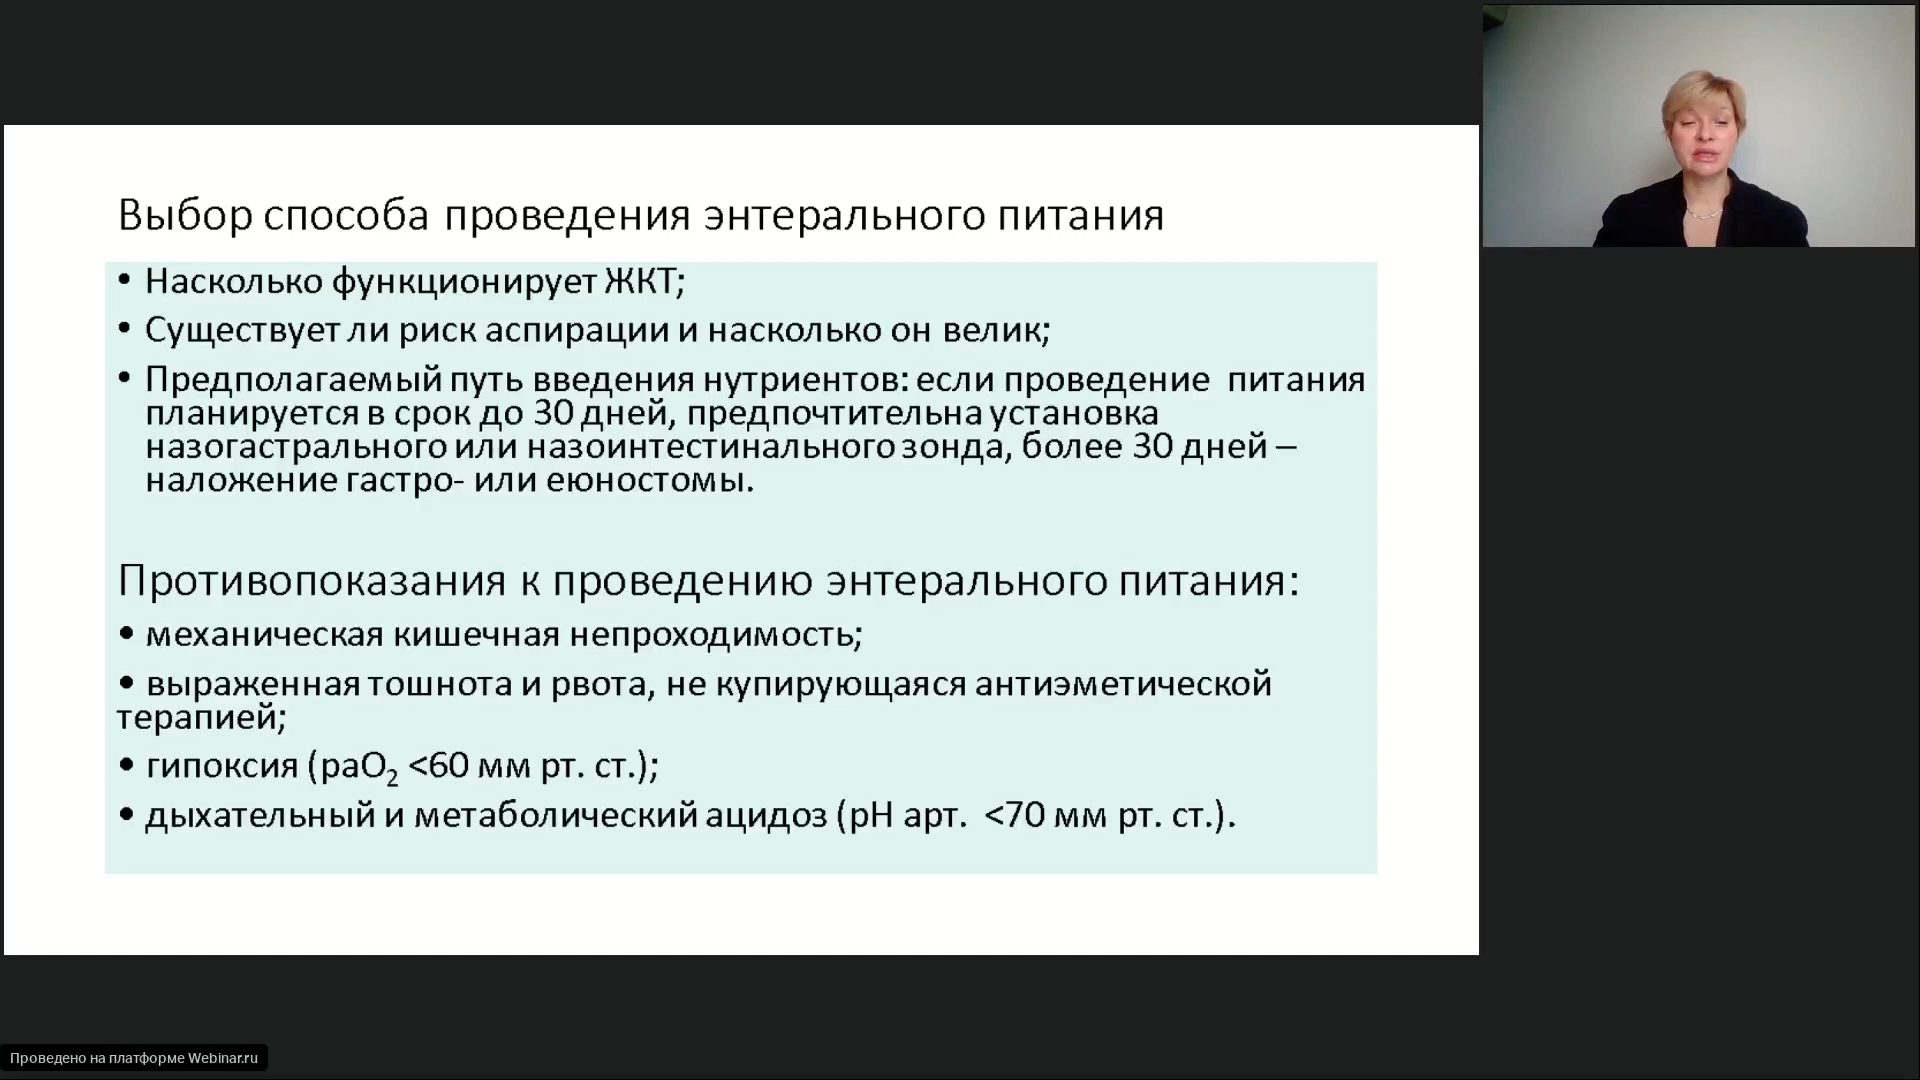 Выбор способа проведения энтерального питания
• Насколько функционирует ЖКТ;
• Существует ли риск аспирации и насколько он велик;
• Предполагаемый путь введения нутриентов: если проведение питания
планируется в срок до 30 дней, предпочтительна установка
назогастрального или назоинтестинального зонда, более 30 дней –
наложение гастро- или еюностомы.
Противопоказания к проведению энтерального питания:
• механическая кишечная непроходимость;
• выраженная тошнота и рвота, не купирующаяся антиэметической
терапией;
• гипоксия (раО₂ <60 мм рт. ст.);
• дыхательный и метаболический ацидоз (рН арт. <70 мм рт. ст.).
Проведено на платформе Webinar.ru